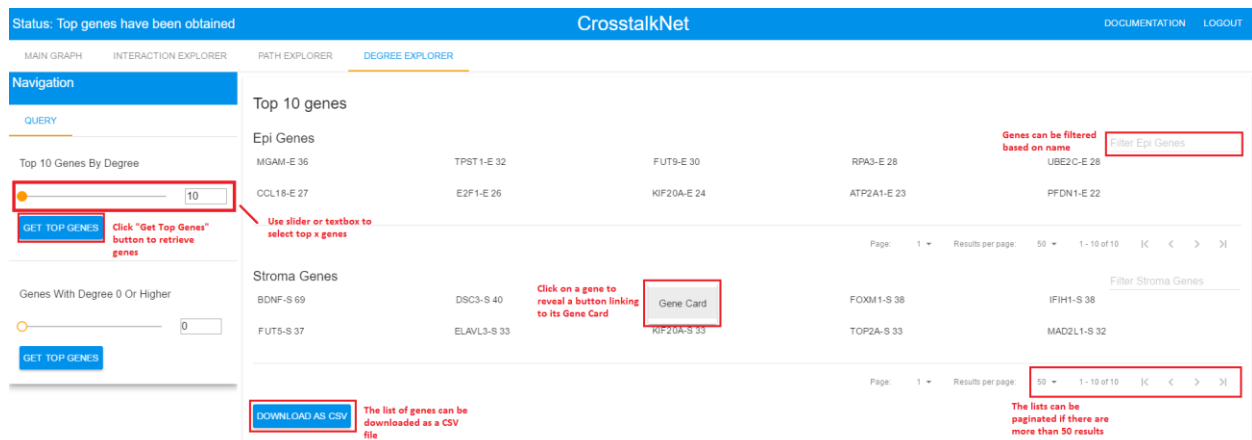 Status: Top genes have been obtained
CrosstalkNet
DOCUMENTATION LOGOUT
MAIN GRAPH INTERACTION EXPLORER PATH EXPLORER DEGREE EXPLORER
Navigation
QUERY
Top 10 Genes By Degree
10
GET TOP GENES
Click "Get Top Genes"
button to retrieve
genes
Use slider or textbox to
select top x genes
Genes With Degree 0 Or Higher
0
GET TOP GENES
Top 10 genes
Epi Genes
Genes can be filtered
based on name
Filter Epi Genes
MGAM-E 36 TPST1-E 32 FUT9-E 30 RPA3-E 28 UBE2C-E 28
CCL18-E 27 E2F1-E 26 KIF20A-E 24 ATP2A1-E 23 PFDN1-E 22
Page: 1 Results per page: 50 1 - 10 of 10
Stroma Genes
Filter Stroma Genes
Click on a gene to
reveal a button linking
to its Gene Card
Gene Card
BDNF-S 69 DSC3-S 40 FOXM1-S 38 IFIH1-S 38
FUT5-S 37 ELAVL3-S 33 KIF20A-S 33 TOP2A-S 33 MAD2L1-S 32
Page: 1 Results per page: 50 1 - 10 of 10
DOWNLOAD AS CSV
The list of genes can be
downloaded as a CSV
file
The lists can be
paginated if there are
more than 50 results